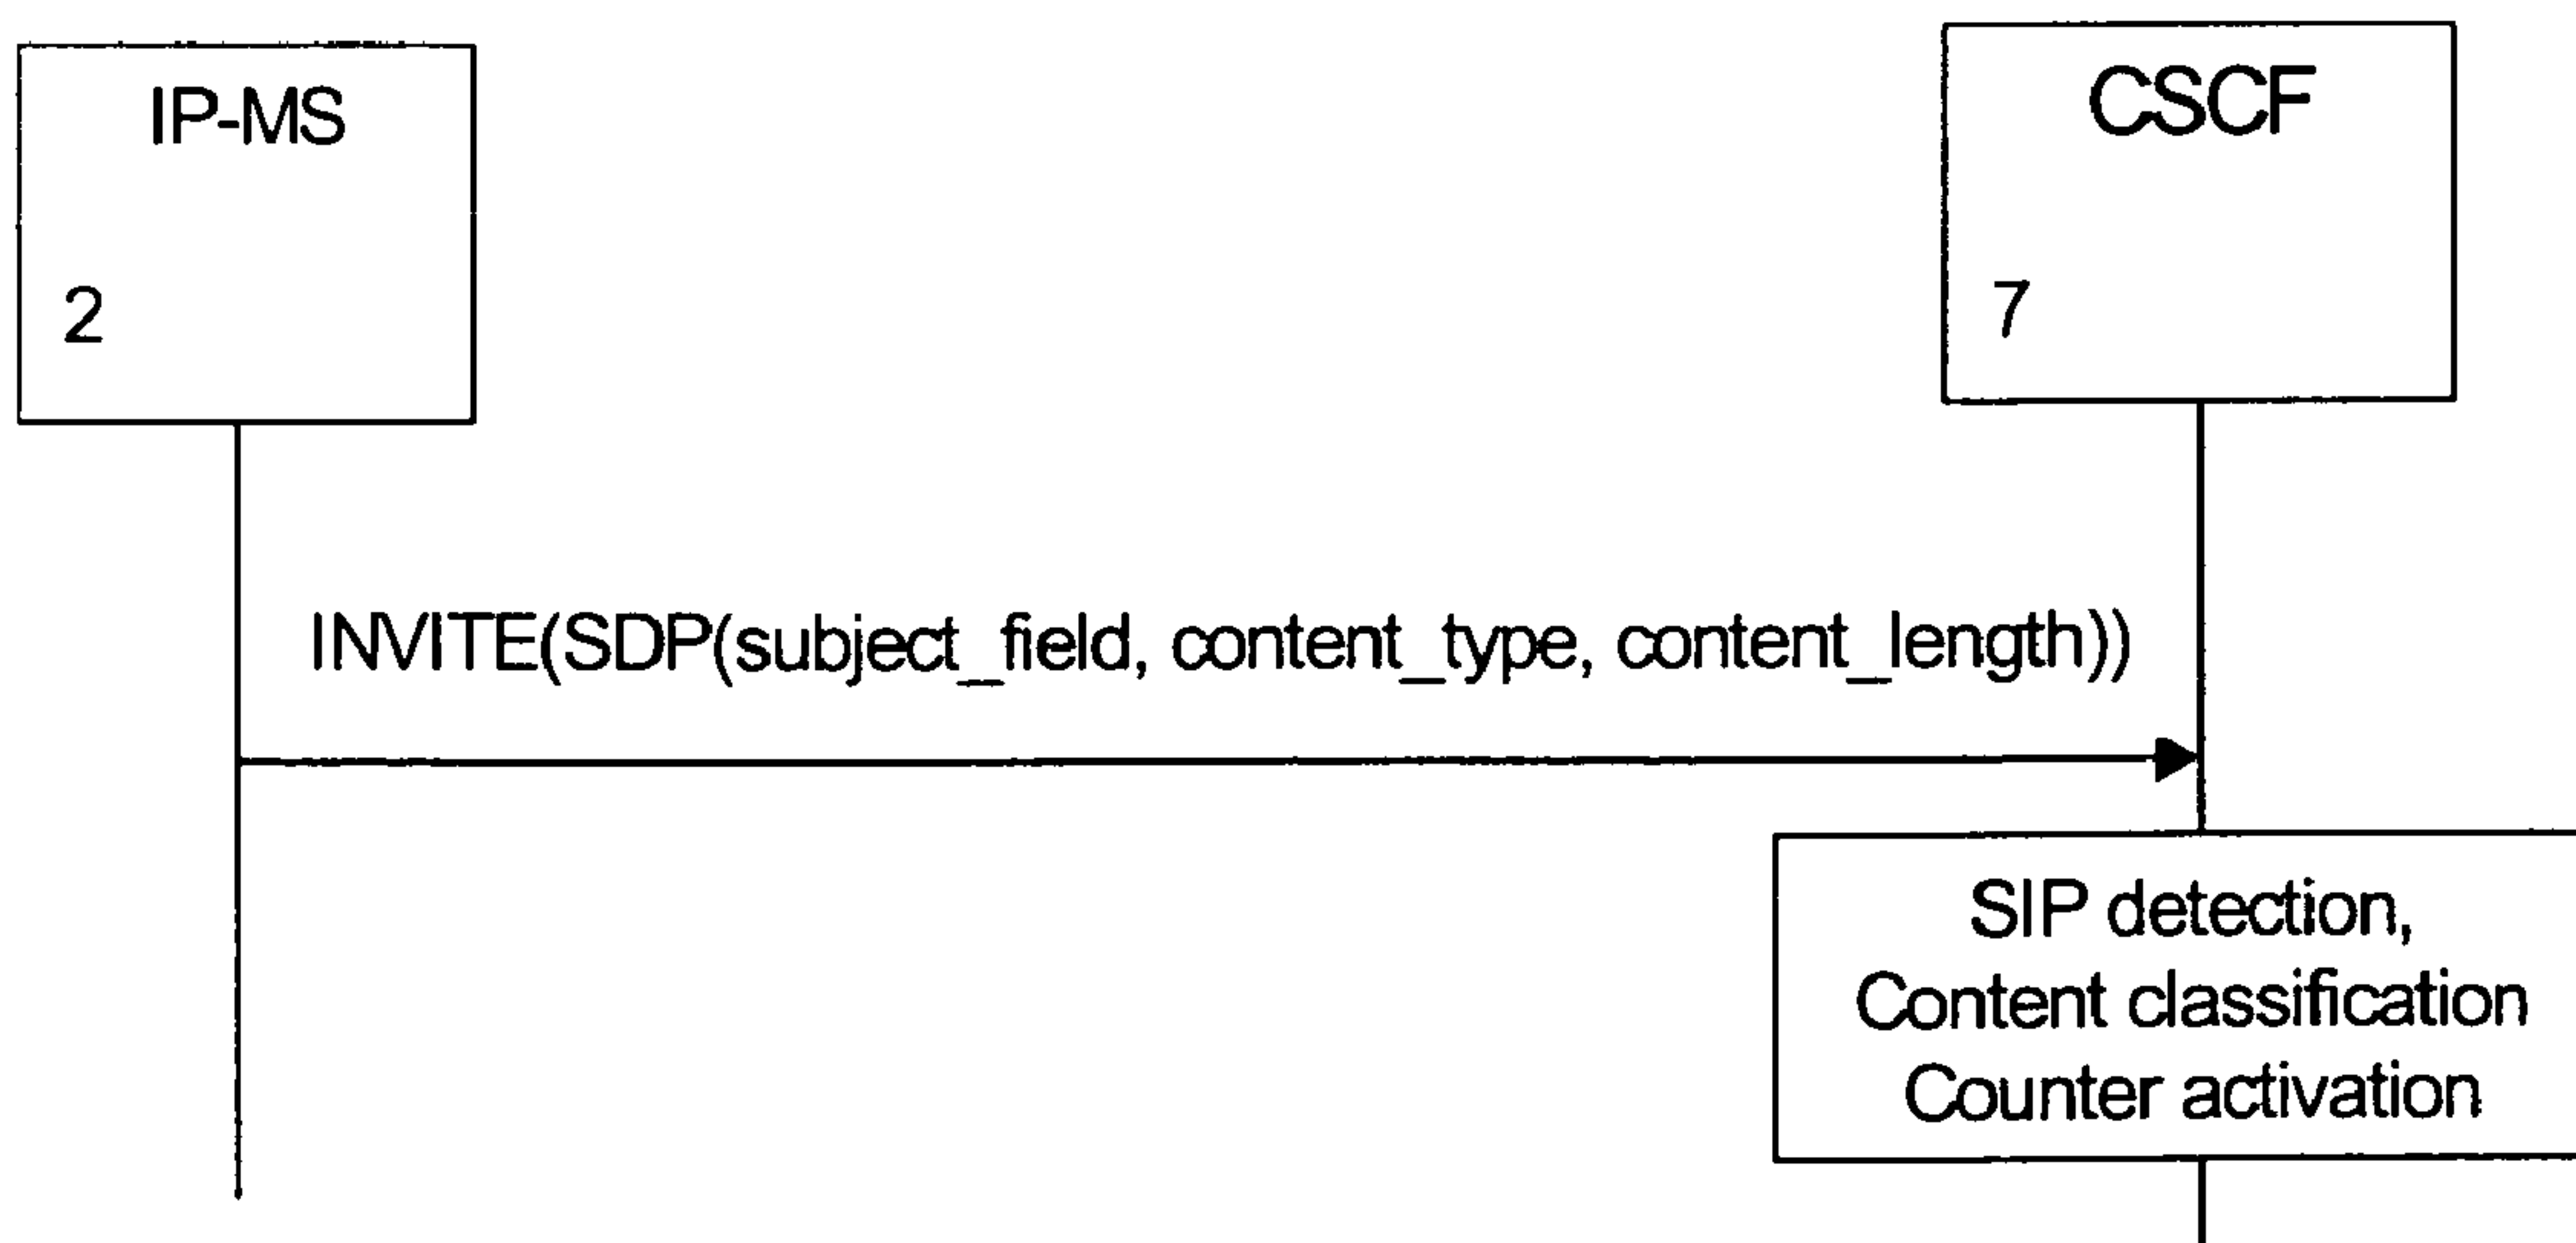 IP-MS
2
CSCF
7
INVITE(SDP(subject_field, content_type, content_length))
SIP detection,
Content classification
Counter activation